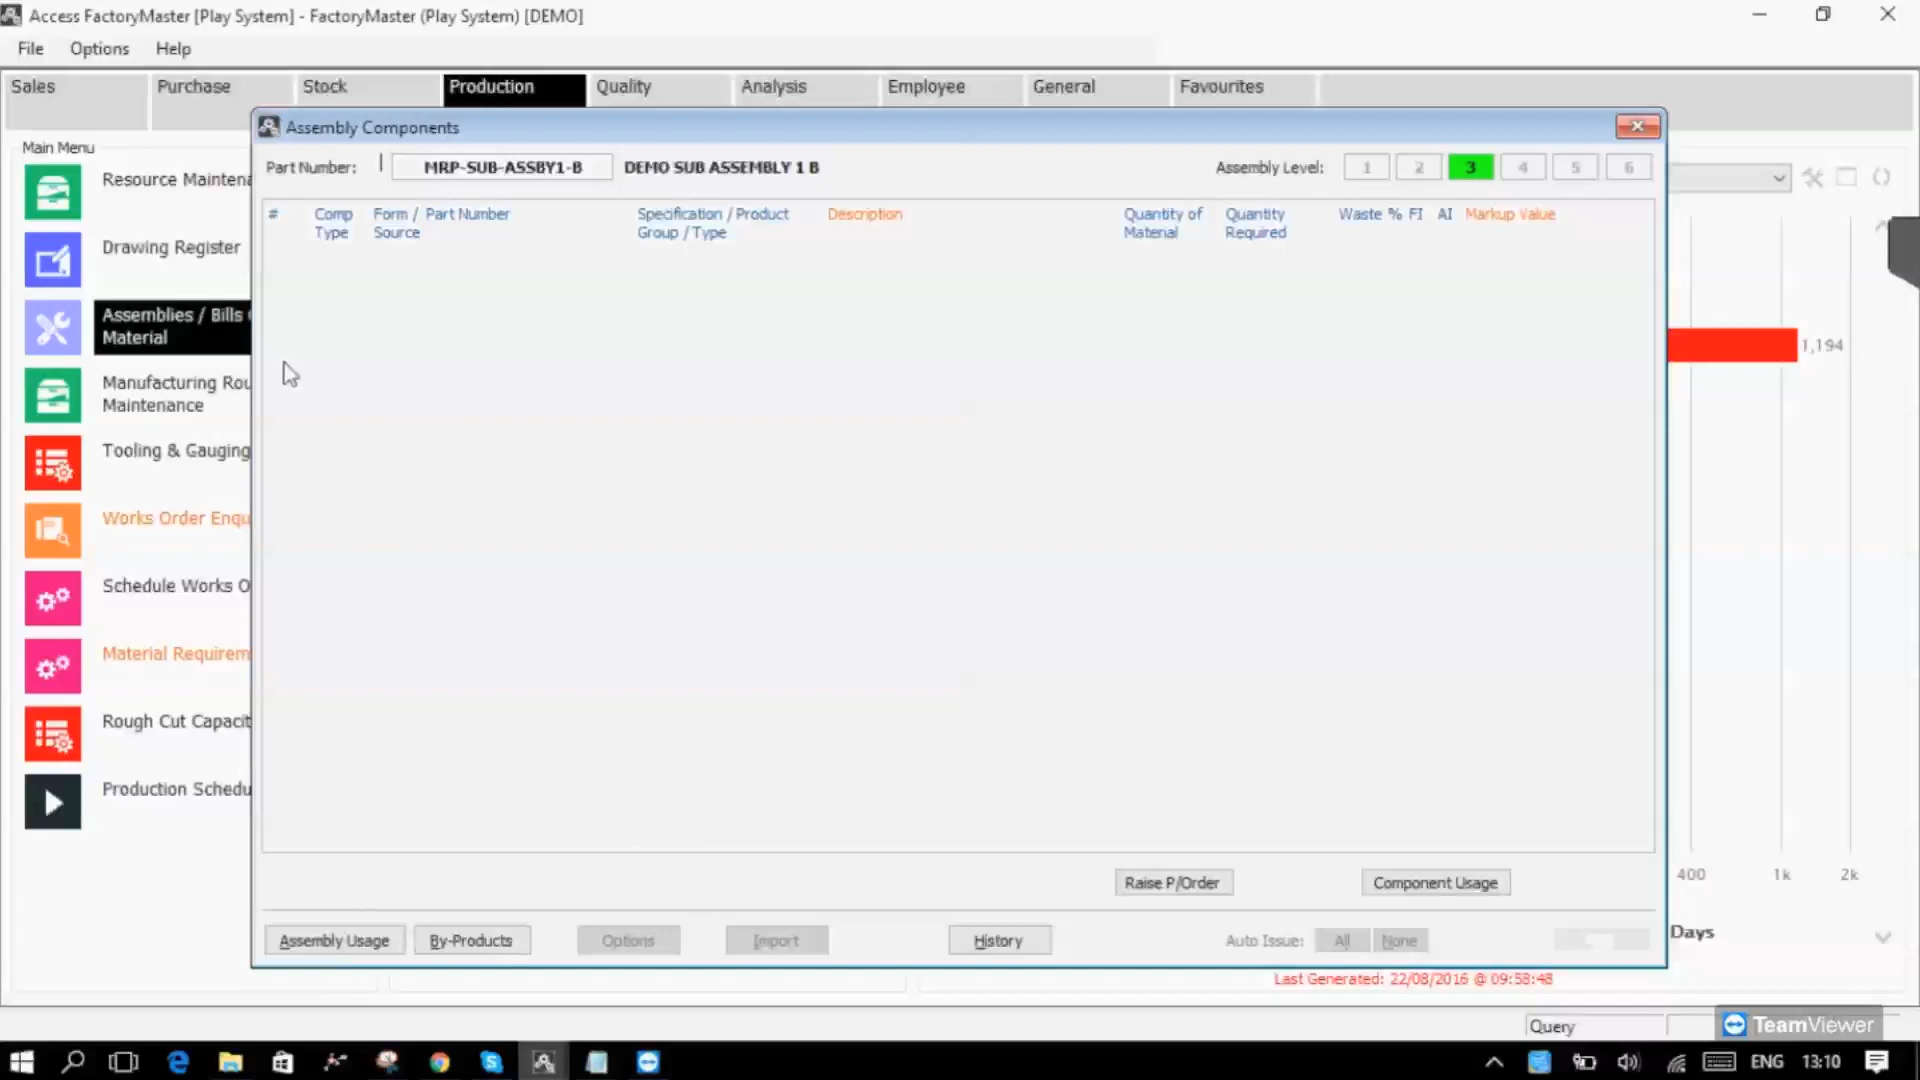 Access FactoryMaster [Play System] - FactoryMaster (Play System) [DEMO]
File Options Help
Sales Purchase Stock Production Quality Analysis Employee General Favourites
Main Menu
Resource Maintena
Drawing Register
Assemblies / Bills
Material
Manufacturing Rou
Maintenance
Tooling & Gauging
Works Order Enqu
Schedule Works O
Material Requirem
Rough Cut Capacit
Production Schedu
Assembly Components
Part Number: MRP-SUB-ASSBY1-B DEMO SUB ASSEMBLY 1 B Assembly Level: 1 2 3 4 5 6
# Comp Type Form / Source Part Number Specification / Product Group / Type Description Quantity of Material Quantity Required Waste % FI AI Markup Value
Raise P/Order Component Usage
Assembly Usage By-Products Options Import History Auto Issue: All None
1,194
400 1k 2k
Days
Last Generated: 22/08/2016 @ 09:58:48
Query
TeamViewer
ENG 13:10